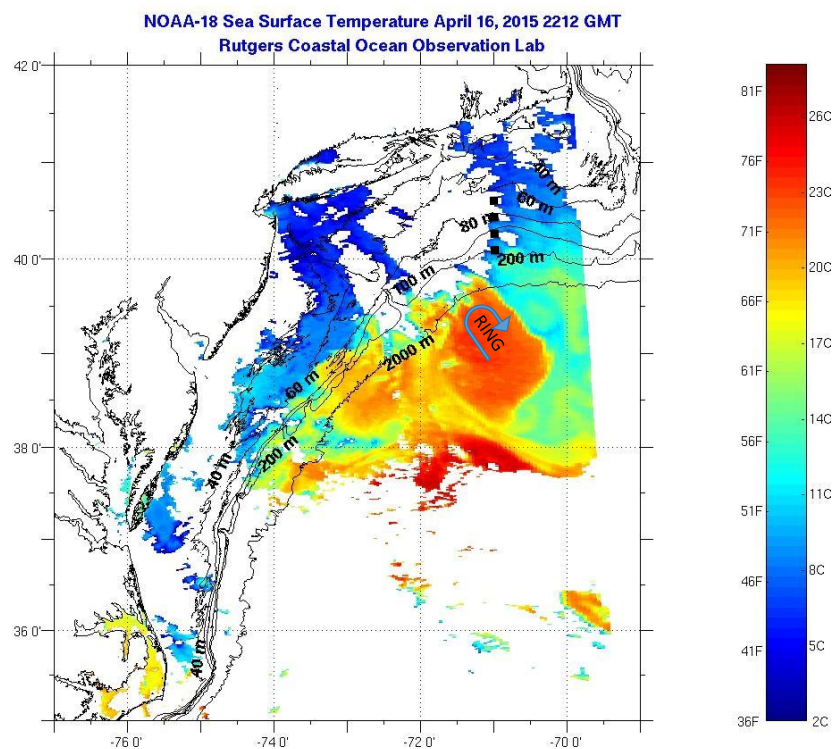 NOAA-18 Sea Surface Temperature April 16, 2015 2212 GMT
Rutgers Coastal Ocean Observation Lab
42 0'
40 0'
38 0'
36 0'
-76 0'
-74 0'
-72 0'
-70 0'
40 m
60 m
80 m
200 m
100 m
RING
2000 m
60 m
200 m
40 m
40 m
81F
76F
71F
66F
61F
56F
51F
46F
41F
36F
26C
23C
20C
17C
14C
11C
8C
5C
2C